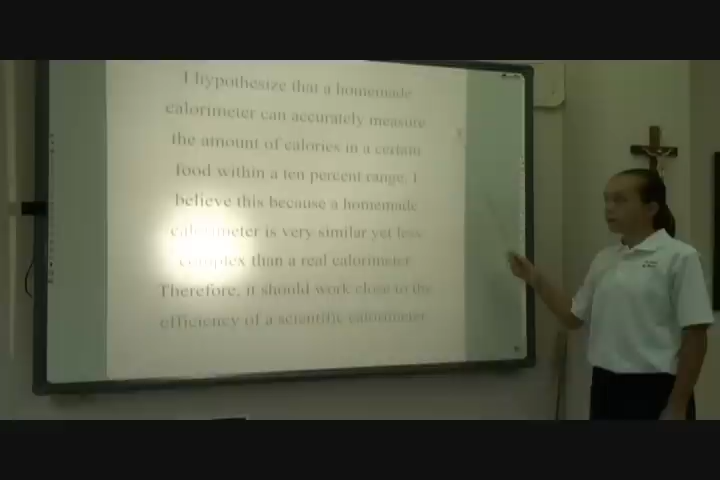 I hypothesize that a homemade
calorimeter can accurately measure
the amount of calories in a certain
food within a ten percent range. I
believe this because a homemade
calorimeter is very similar yet less
complex than a real calorimeter.
Therefore, it should work close to the
efficiency of a scientific calorimeter.